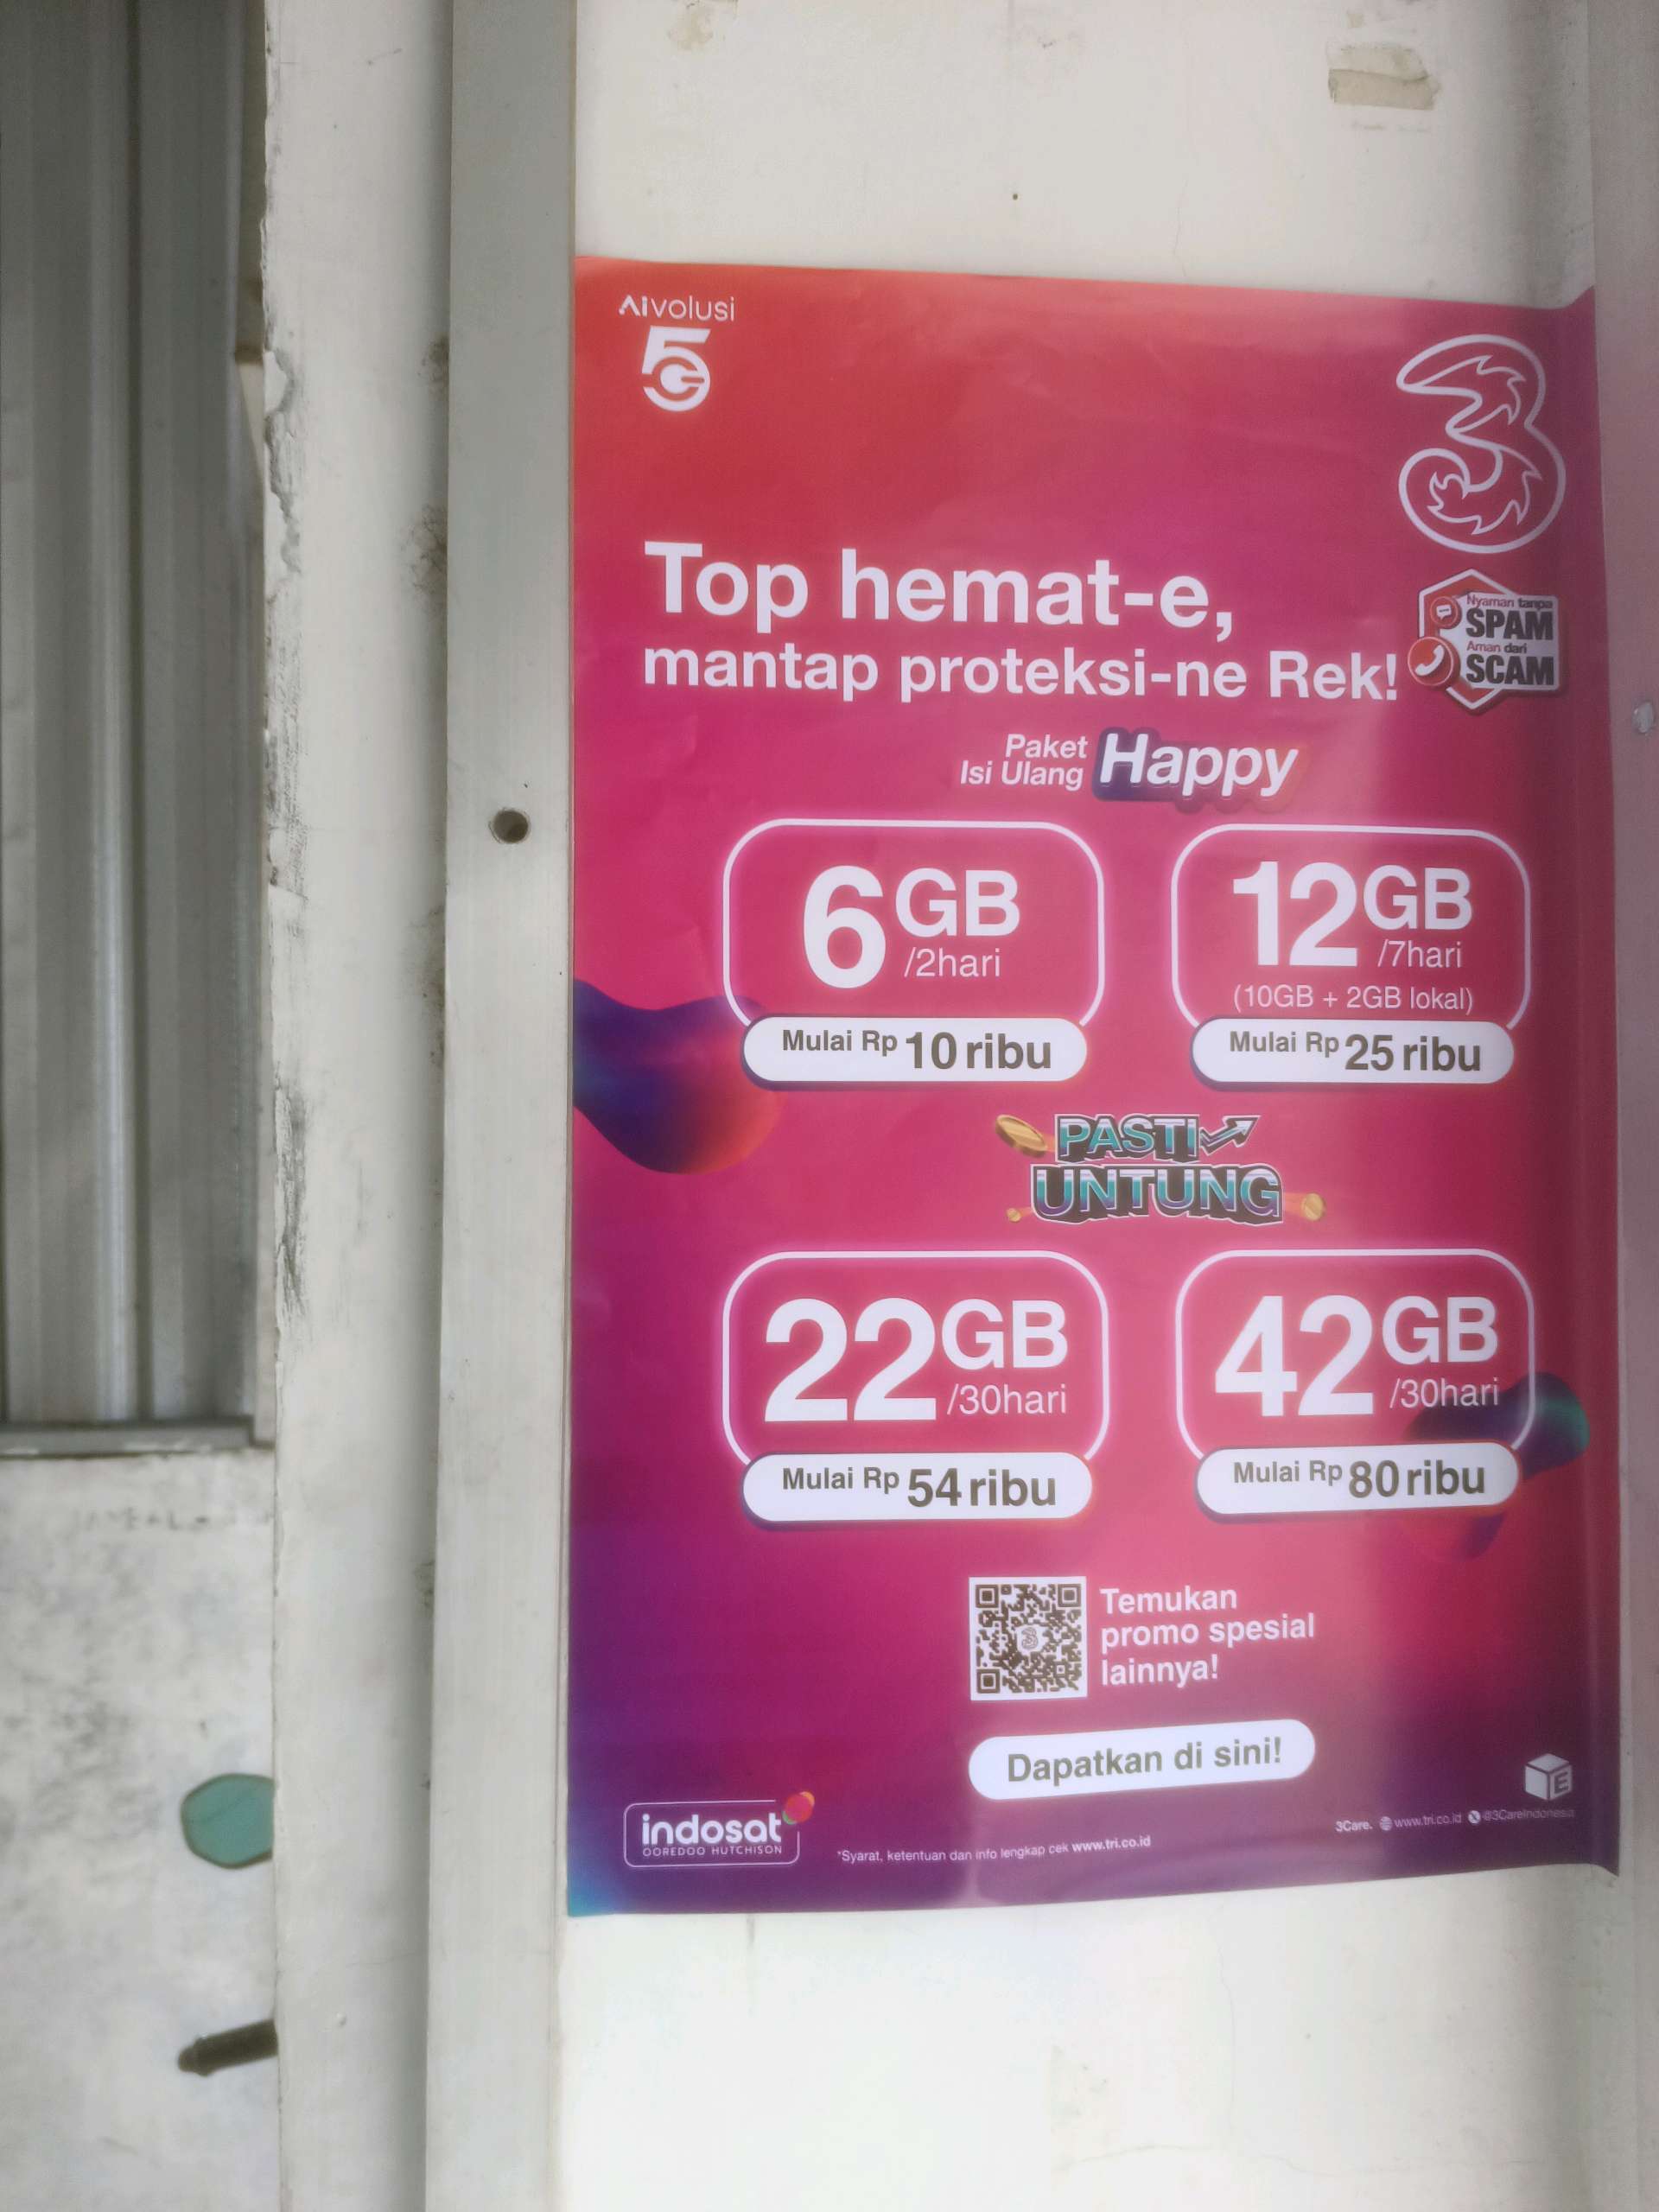 Aivolusi
5G
3
Top hemat-e,
mantap proteksi-ne Rek!
Nyaman tanpa
SPAM
Aman dari
SCAM
Paket
Isi Ulang
Happy
6GB
/2hari
Mulai Rp 10 ribu
12GB
/7hari
(10GB + 2GB lokal)
Mulai Rp 25 ribu
PASTI
UNTUNG
22GB
/30hari
Mulai Rp 54 ribu
42GB
/30hari
Mulai Rp 80 ribu
3
Temukan
promo spesial
lainnya!
Dapatkan di sini!
E
indosat
OOREDOO HUTCHISON
*Syarat, ketentuan dan info lengkap cek www.tri.co.id
3Care. www.tri.co.id @3CareIndonesia